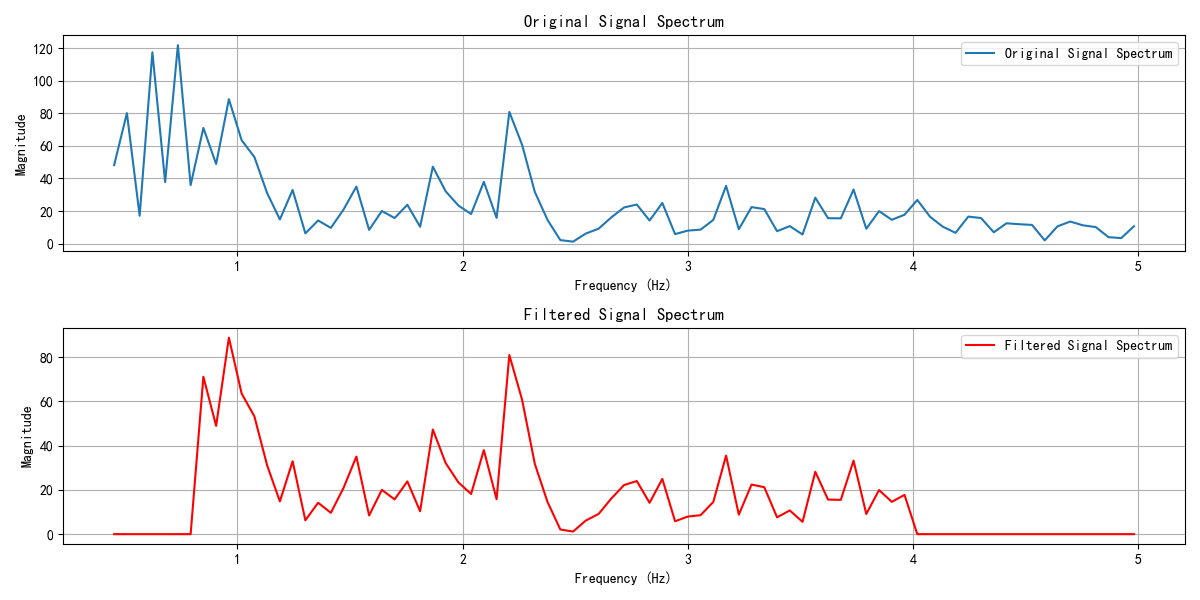 Original Signal Spectrum
Original Signal Spectrum
Magnitude
120
100
80
60
40
20
0
1
2
3
4
5
Frequency (Hz)
Filtered Signal Spectrum
Filtered Signal Spectrum
Magnitude
80
60
40
20
0
1
2
3
4
5
Frequency (Hz)